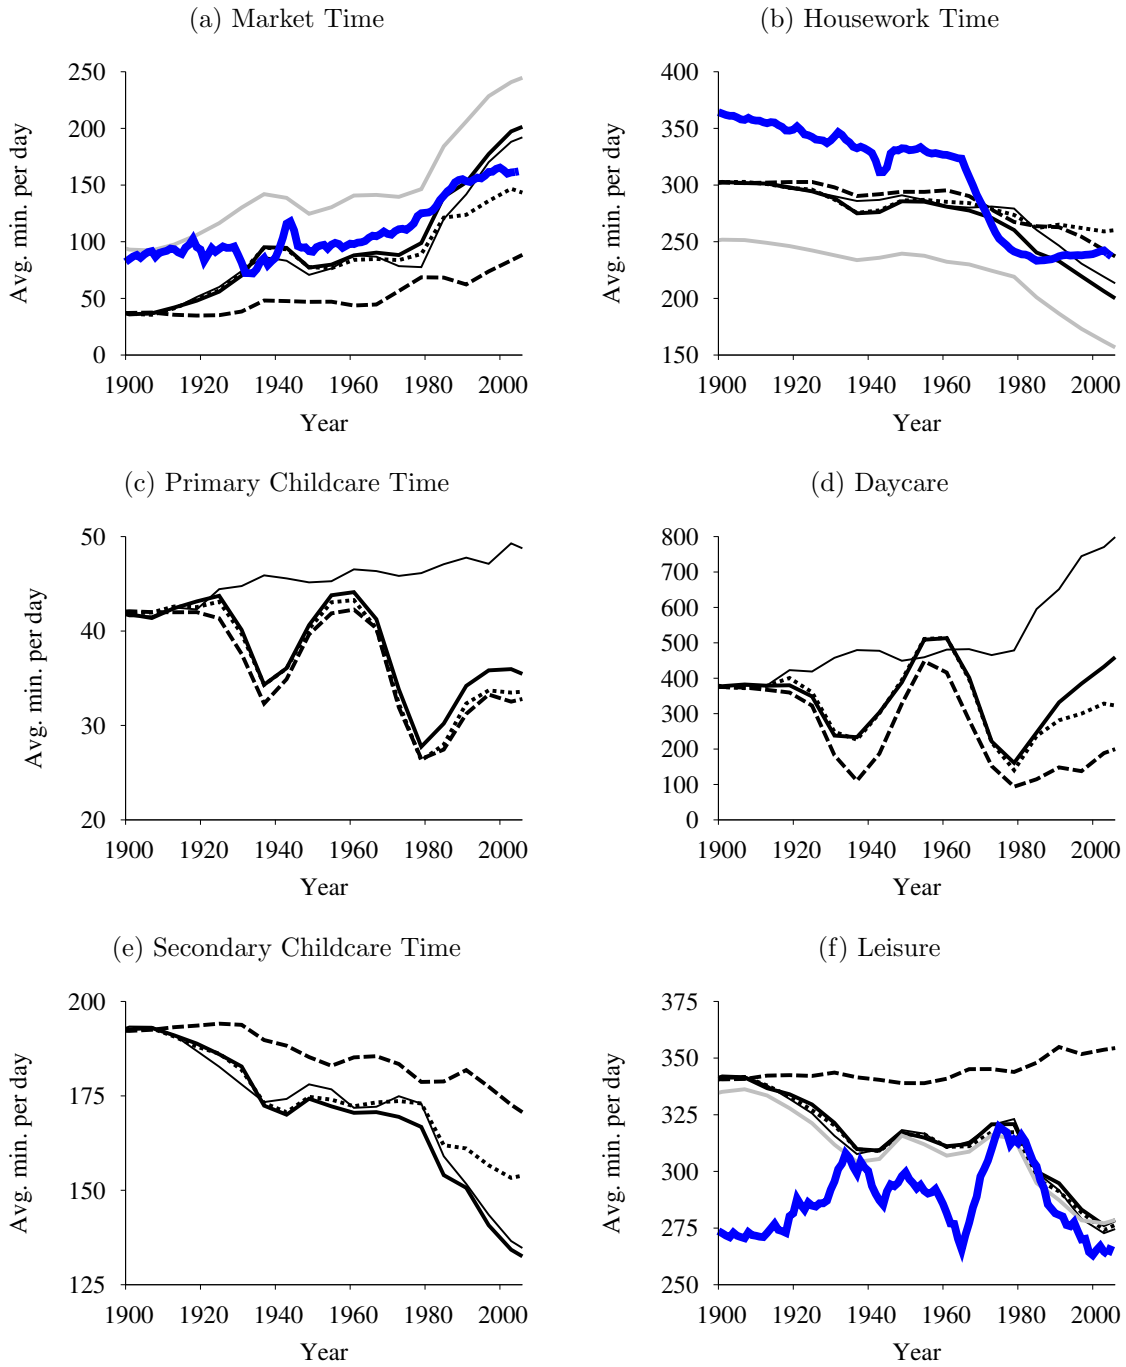 (a) Market Time
Avg. min. per day
250
200
150
100
50
0
1900 1920 1940 1960 1980 2000
Year
(b) Housework Time
Avg. min. per day
400
350
300
250
200
150
1900 1920 1940 1960 1980 2000
Year
(c) Primary Childcare Time
Avg. min. per day
50
40
30
20
1900 1920 1940 1960 1980 2000
Year
(d) Daycare
Avg. min. per day
800
700
600
500
400
300
200
100
0
1900 1920 1940 1960 1980 2000
Year
(e) Secondary Childcare Time
Avg. min. per day
200
175
150
125
1900 1920 1940 1960 1980 2000
Year
(f) Leisure
Avg. min. per day
375
350
325
300
275
250
1900 1920 1940 1960 1980 2000
Year